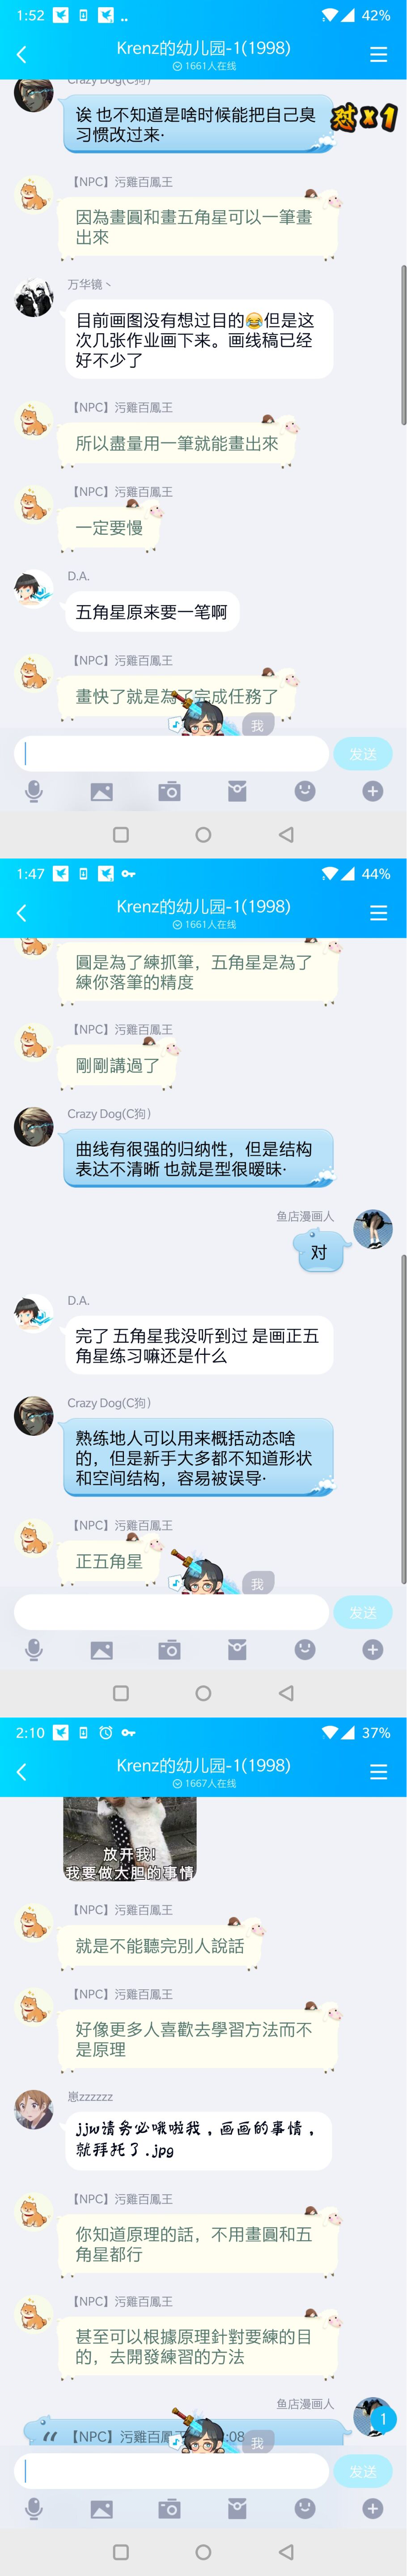 1:52
42%
Krenz的幼儿园-1(1998)
1661人在线
Crazy Dog(C狗)
诶 也不知道是啥时候能把自己臭
习惯改过来·
怼x1
【NPC】污雞百鳳王
因為畫圓和畫五角星可以一筆畫
出來
万华镜丶
目前画图没有想过目的😂但是这
次几张作业画下来。画线稿已经
好不少了
【NPC】污雞百鳳王
所以盡量用一筆就能畫出來
【NPC】污雞百鳳王
一定要慢
D.A.
五角星原来要一笔啊
【NPC】污雞百鳳王
畫快了就是為了完成任務了
我
发送
1:47
44%
Krenz的幼儿园-1(1998)
1661人在线
圓是為了練抓筆，五角星是為了
練你落筆的精度
【NPC】污雞百鳳王
剛剛講過了
Crazy Dog(C狗)
曲线有很强的归纳性，但是结构
表达不清晰 也就是型很暧昧·
鱼店漫画人
对
D.A.
完了 五角星我没听到过 是画正五
角星练习嘛还是什么
Crazy Dog(C狗)
熟练地人可以用来概括动态啥
的，但是新手大多都不知道形状
和空间结构，容易被误导·
【NPC】污雞百鳳王
正五角星
我
发送
2:10
37%
Krenz的幼儿园-1(1998)
1667人在线
放开我!
我要做大胆的事情
【NPC】污雞百鳳王
就是不能聽完別人說話
【NPC】污雞百鳳王
好像更多人喜歡去學習方法而不
是原理
崽zzzzzz
jjw请务必哦啦我，画画的事情，
就拜托了.jpg
【NPC】污雞百鳳王
你知道原理的話，不用畫圓和五
角星都行
【NPC】污雞百鳳王
甚至可以根據原理針對要練的目
的，去開發練習的方法
鱼店漫画人
1
【NPC】污雞百鳳
:08
我
发送